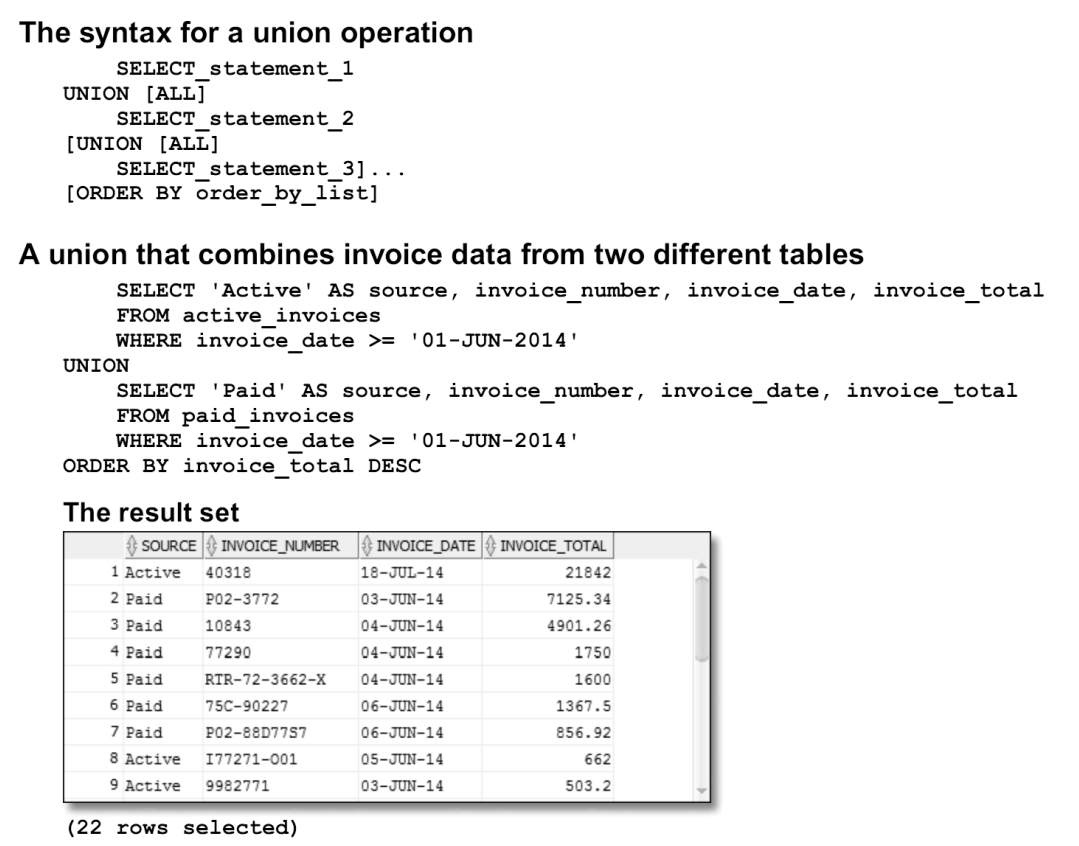 The syntax for a union operation
SELECT_statement_1
UNION [ALL]
SELECT_statement_2
[UNION [ALL]
SELECT_statement_3]...
[ORDER BY order_by_list]
A union that combines invoice data from two different tables
SELECT 'Active' AS source, invoice_number, invoice_date, invoice_total
FROM active_invoices
WHERE invoice_date >= '01-JUN-2014'
UNION
SELECT 'Paid' AS source, invoice_number, invoice_date, invoice_total
FROM paid_invoices
WHERE invoice_date >= '01-JUN-2014'
ORDER BY invoice_total DESC
The result set
SOURCE INVOICE_NUMBER INVOICE_DATE INVOICE_TOTAL
1 Active 40318 18-JUL-14 21842
2 Paid P02-3772 03-JUN-14 7125.34
3 Paid 10843 04-JUN-14 4901.26
4 Paid 77290 04-JUN-14 1750
5 Paid RTR-72-3662-X 04-JUN-14 1600
6 Paid 75C-90227 06-JUN-14 1367.5
7 Paid P02-88D77S7 06-JUN-14 856.92
8 Active I77271-O01 05-JUN-14 662
9 Active 9982771 03-JUN-14 503.2
(22 rows selected)